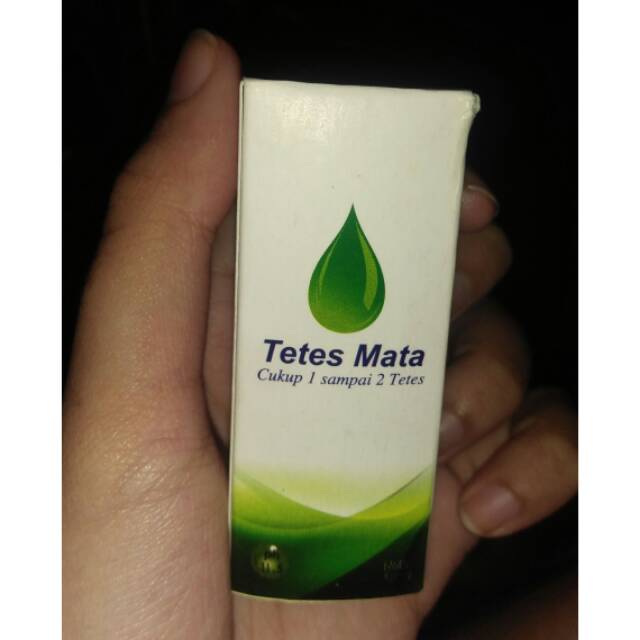 Tetes Mata
Cukup 1 sampai 2 Tetes